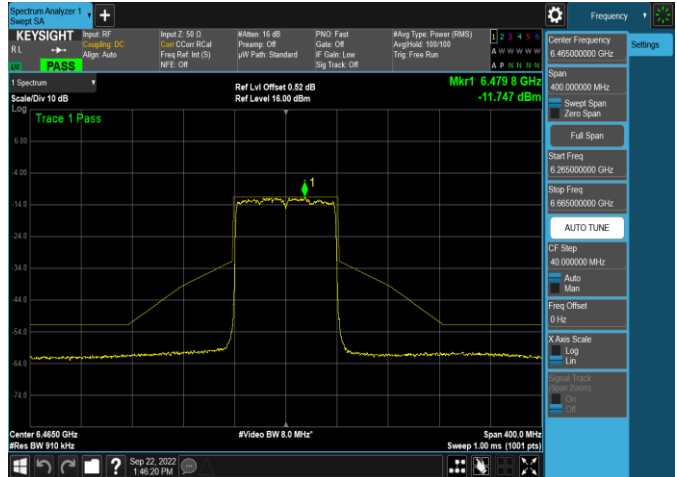 Spectrum Analyzer 1
Swept SA
KEYSIGHT
RL
PASS
Input: RF
Coupling: DC
Align: Auto
Input Z: 50 Ω
Corr CCorr RCal
Freq Ref: Int (S)
NFE: Off
#Atten: 16 dB
Preamp: Off
µW Path: Standard
PNO: Fast
Gate: Off
IF Gain: Low
Sig Track: Off
#Avg Type: Power (RMS)
Avg|Hold: 100/100
Trig: Free Run
1 2 3 4 5 6
A W W W W W
A P N N N N
1 Spectrum
Scale/Div 10 dB
Log
Ref Lvl Offset 0.52 dB
Ref Level 16.00 dBm
Mkr1 6.479 8 GHz
-11.747 dBm
Trace 1 Pass
1
6.00
-4.00
-14.0
-24.0
-34.0
-44.0
-54.0
-64.0
-74.0
Center 6.4650 GHz
#Res BW 910 kHz
#Video BW 8.0 MHz*
Span 400.0 MHz
Sweep 1.00 ms (1001 pts)
?
Sep 22, 2022
1:46:20 PM
Frequency
Settings
Center Frequency
6.465000000 GHz
Span
400.000000 MHz
Swept Span
Zero Span
Full Span
Start Freq
6.265000000 GHz
Stop Freq
6.665000000 GHz
AUTO TUNE
CF Step
40.000000 MHz
Auto
Man
Freq Offset
0 Hz
X Axis Scale
Log
Lin
Signal Track
(Span Zoom)
On
Off